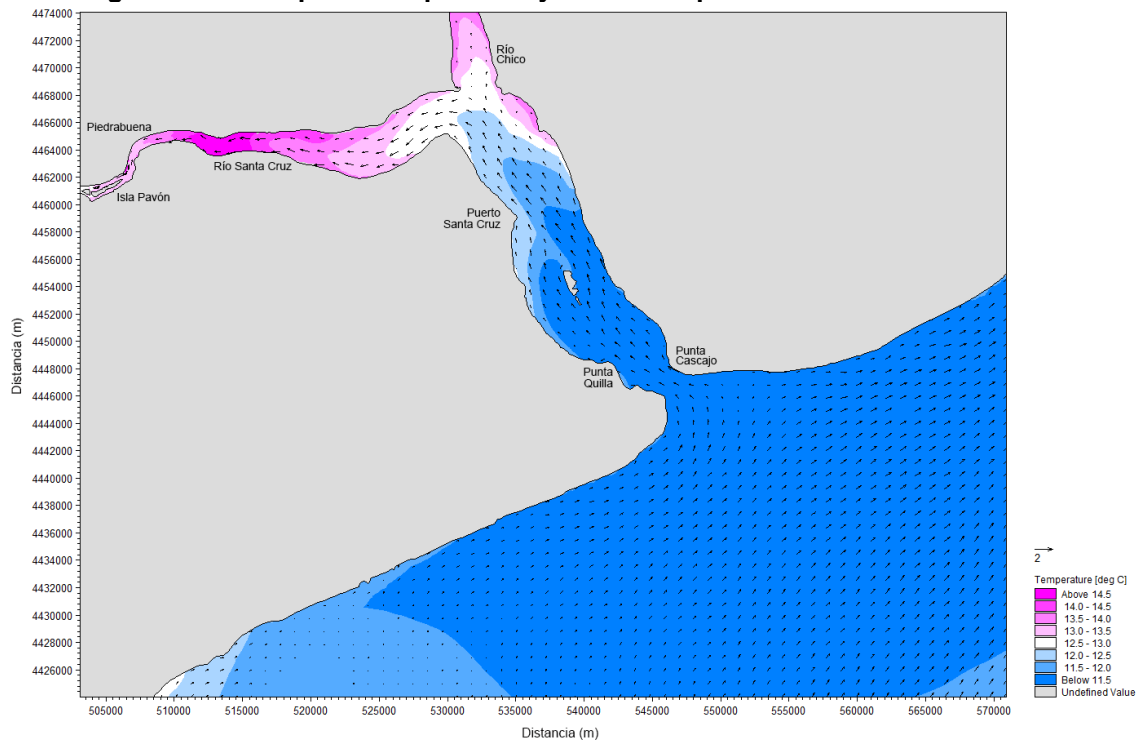 4474000
4472000
4470000
4468000
4466000
4464000
4462000
4460000
4458000
4456000
4454000
4452000
4450000
4448000
4446000
4444000
4442000
4440000
4438000
4436000
4434000
4432000
4430000
4428000
4426000
Distancia (m)
Río
Chico
Piedrabuena
Río Santa Cruz
Isla Pavón
Puerto
Santa Cruz
Punta
Cascajo
Punta
Quilla
505000 510000 515000 520000 525000 530000 535000 540000 545000 550000 555000 560000 565000 570000
Distancia (m)
2
Temperature [deg C]
Above 14.5
14.0 - 14.5
13.5 - 14.0
13.0 - 13.5
12.5 - 13.0
12.0 - 12.5
11.5 - 12.0
Below 11.5
Undefined Value